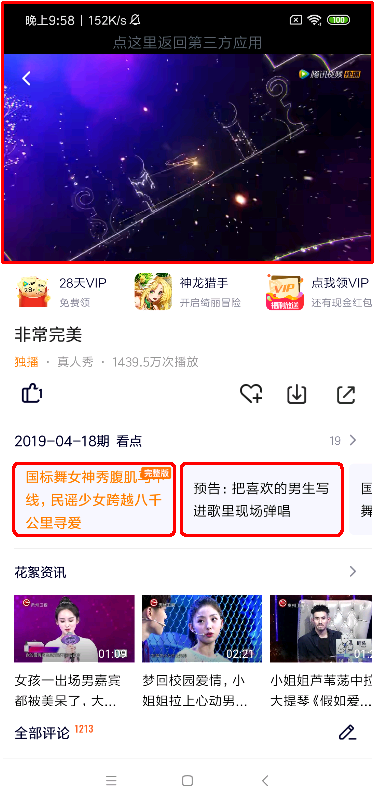 晚上9:58 | 152K/s
100
点这里返回第三方应用
腾讯视频 独播
28天VIP
免费领
神龙猎手
开启绮丽冒险
VIP
点我领VIP
还有现金红包
非常完美
独播 · 真人秀 · 1439.5万次播放
1
2019-04-18期 看点
19
国标舞女神秀腹肌马甲
线，民谣少女跨越八千
公里寻爱
完整版
预告：把喜欢的男生写
进歌里现场弹唱
花絮资讯
01:09
02:21
女孩一出场男嘉宾
都被美呆了，大...
梦回校园爱情，小
姐姐拉上心动男...
小姐姐芦苇荡中拉
大提琴《假如爱...
全部评论 1213